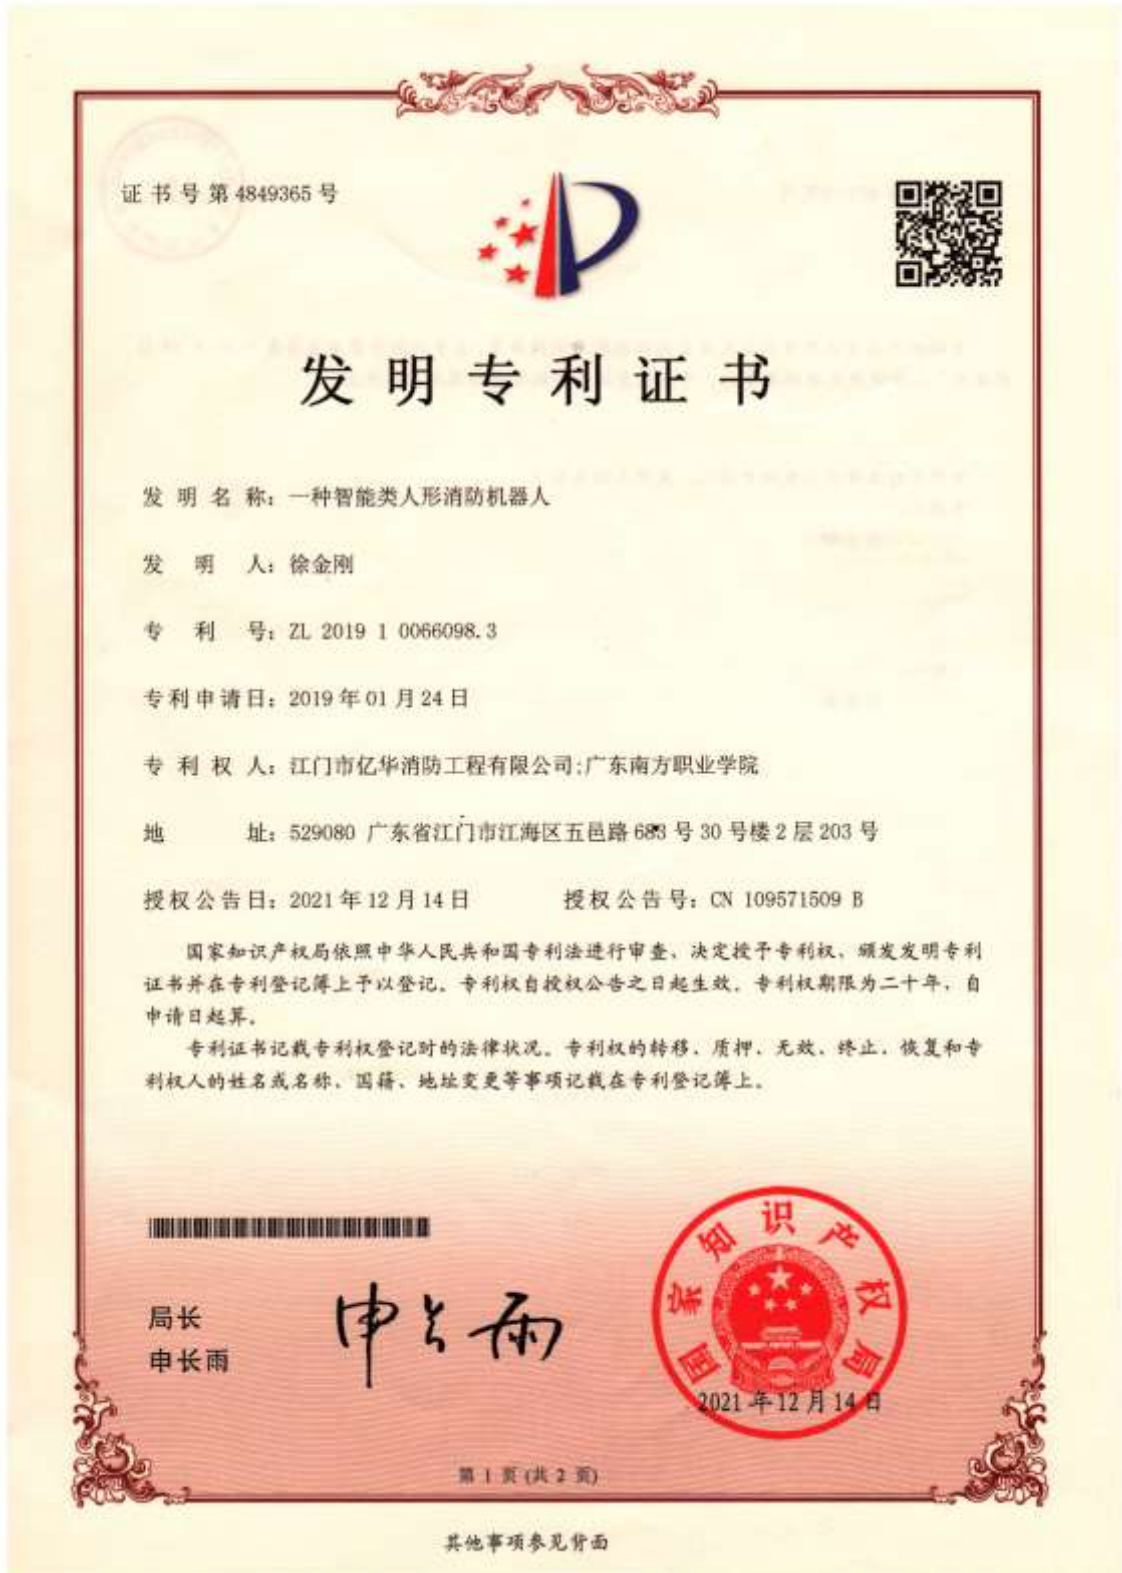 证书号第4849365号
发明专利证书
发明名称：一种智能类人形消防机器人
发明人：徐金刚
专利号：ZL 2019 1 0066098.3
专利申请日：2019年01月24日
专利权人：江门市亿华消防工程有限公司;广东南方职业学院
地址：529080 广东省江门市江海区五邑路683号30号楼2层203号
授权公告日：2021年12月14日 授权公告号：CN 109571509 B
国家知识产权局依照中华人民共和国专利法进行审查，决定授予专利权，颁发发明专利
证书并在专利登记簿上予以登记。专利权自授权公告之日起生效。专利权期限为二十年，自
申请日起算。
专利证书记载专利权登记时的法律状况。专利权的转移、质押、无效、终止、恢复和专
利权人的姓名或名称、国籍、地址变更等事项记载在专利登记簿上。
局长
申长雨
申长雨
国家知识产权局
2021年12月14日
第1页(共2页)
其他事项参见背面